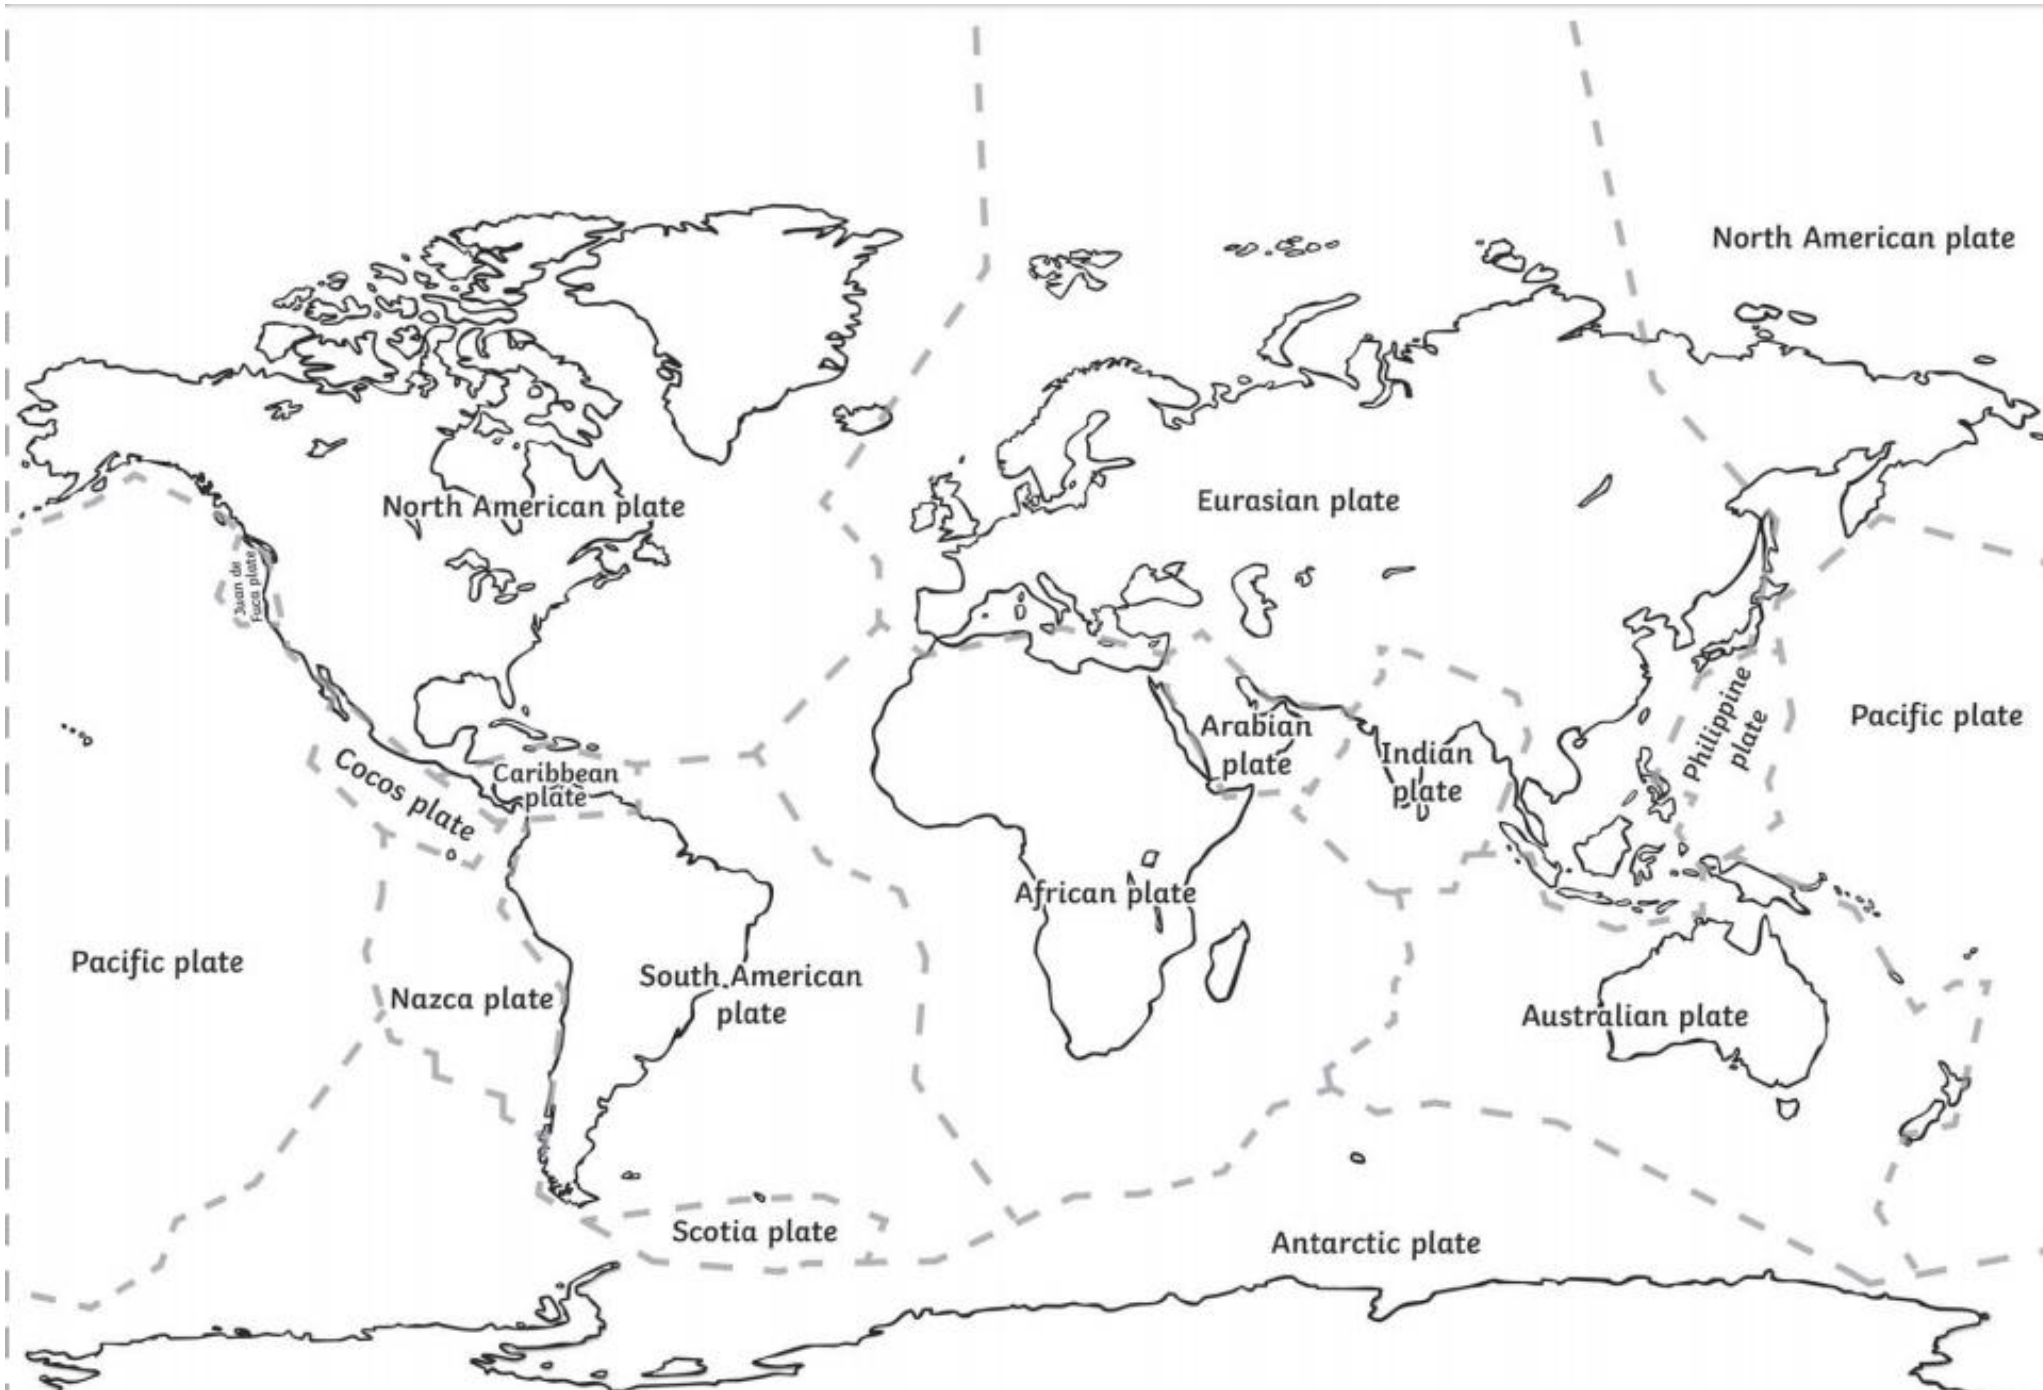 North American plate
North American plate
Eurasian plate
Juan de
Fuca plate
Philippine
plate
Pacific plate
Arabian
plate
Indian
plate
Caribbean
plate
Cocos plate
African plate
Pacific plate
Nazca plate
South American
plate
Australian plate
Scotia plate
Antarctic plate